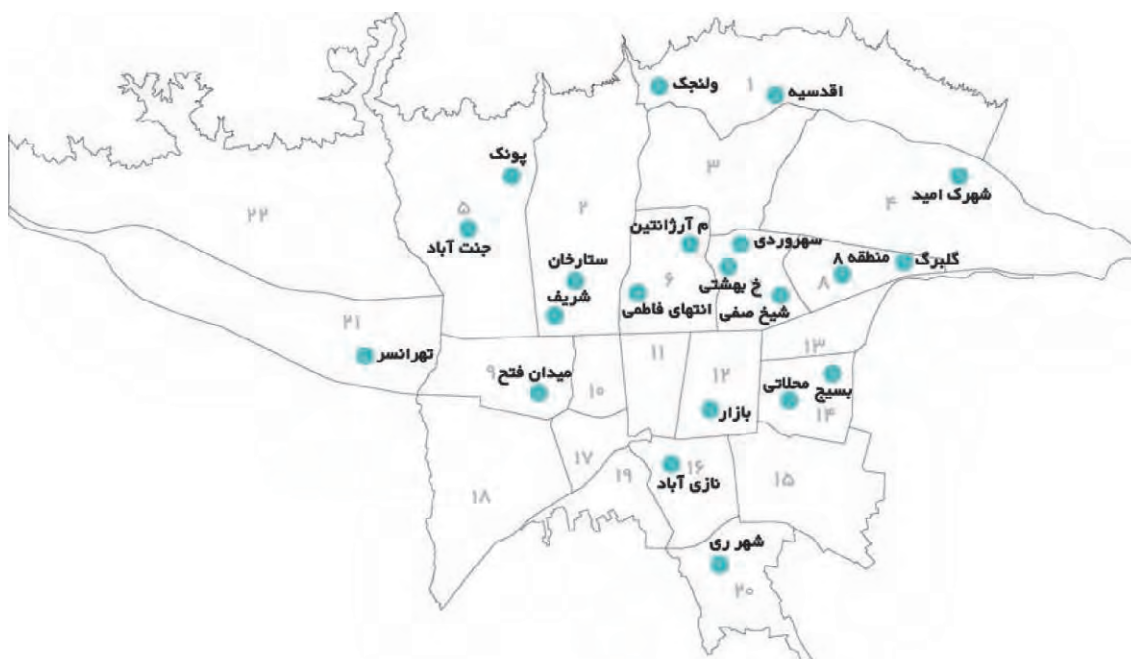 ولنجک
۱
اقدسیه
پونک
۳
شهرک امید
۲۲
۵
۲
۴
م آرژانتین
سهروردی
جنت آباد
ستارخان
منطقه ۸
گلبرگ
شریف
۶
خ بهشتی
۸
انتهای فاطمی
شیخ صفی
۲۱
تهرانسر
۱۱
۱۳
۹
میدان فتح
۱۰
۱۲
محلاتی
بسیج
بازار
۱۴
۱۷
۱۶
۱۹
نازی آباد
۱۵
۱۸
شهر ری
۲۰